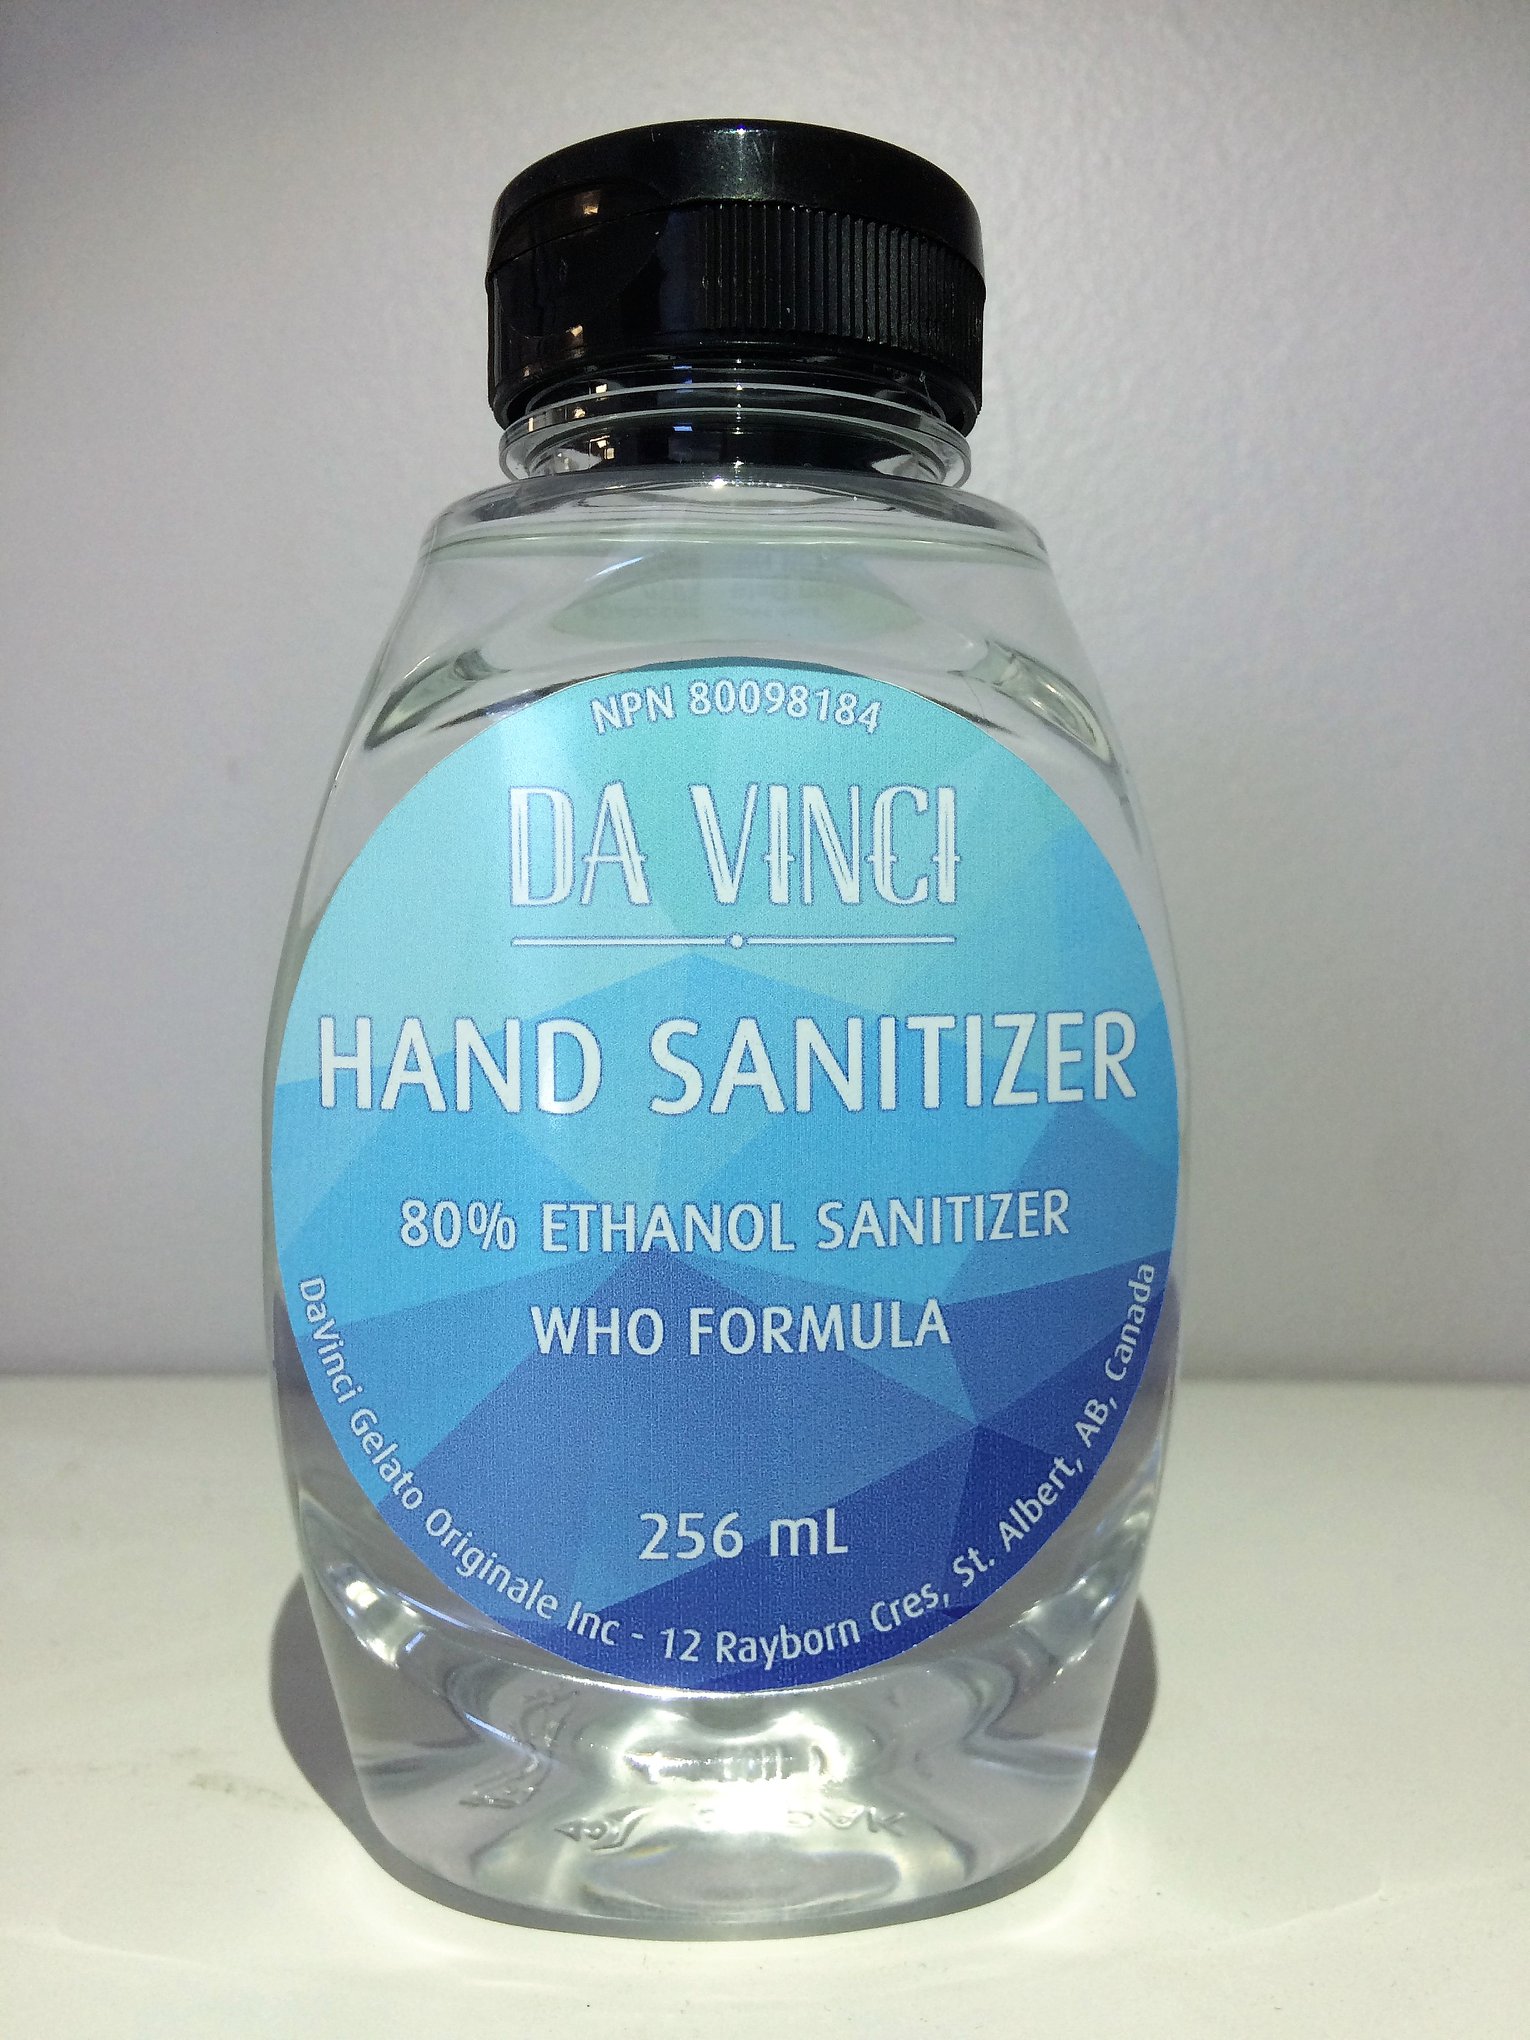 NPN 80098184
DA VINCI
HAND SANITIZER
80% ETHANOL SANITIZER
WHO FORMULA
256 mL
DaVinci Gelato Originale Inc - 12 Rayborn Cres, St. Albert, AB, Canada